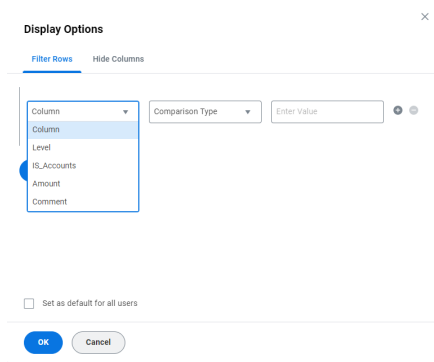 Display Options
Filter Rows Hide Columns
Column Comparison Type Enter Value
Column
Level
IS_Accounts
Amount
Comment
Set as default for all users
OK Cancel